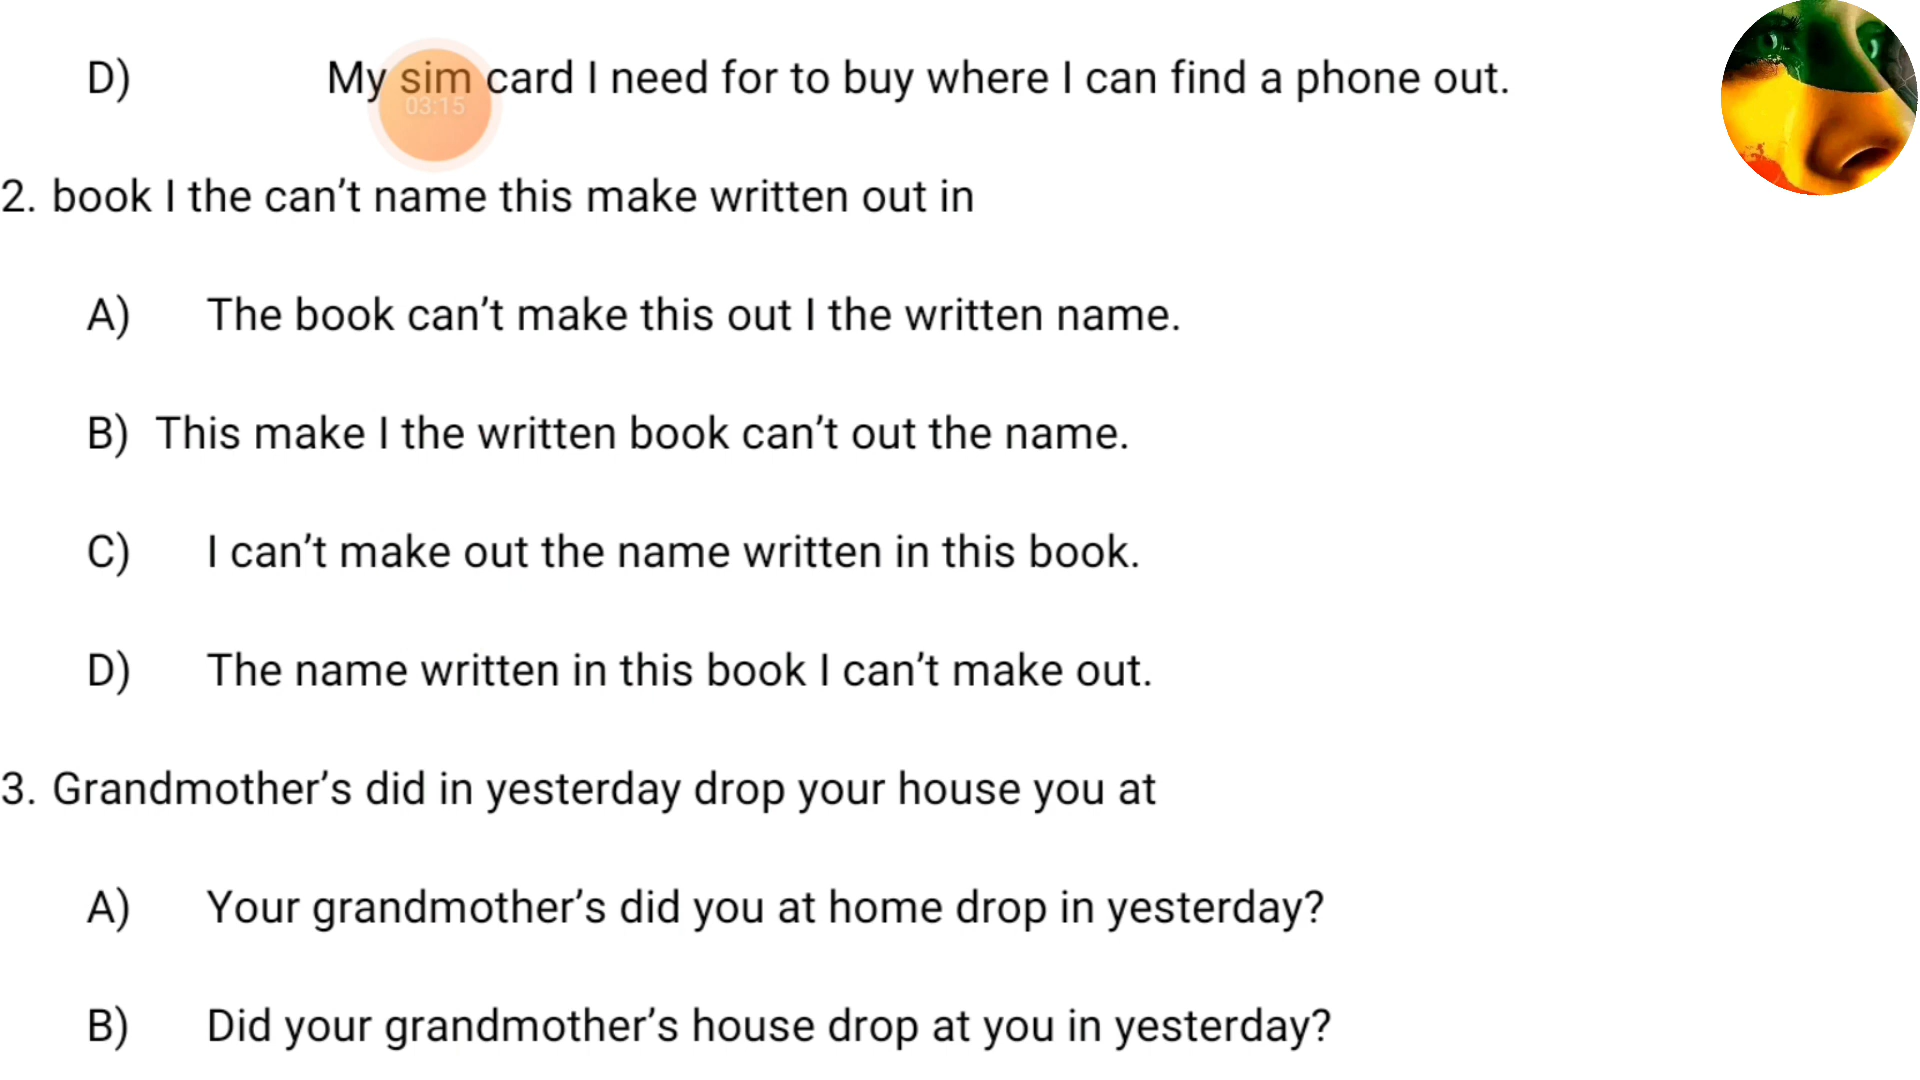 D) My sim card I need for to buy where I can find a phone out.
03:15
2. book I the can’t name this make written out in
A) The book can’t make this out I the written name.
B) This make I the written book can’t out the name.
C) I can’t make out the name written in this book.
D) The name written in this book I can’t make out.
3. Grandmother’s did in yesterday drop your house you at
A) Your grandmother’s did you at home drop in yesterday?
B) Did your grandmother’s house drop at you in yesterday?